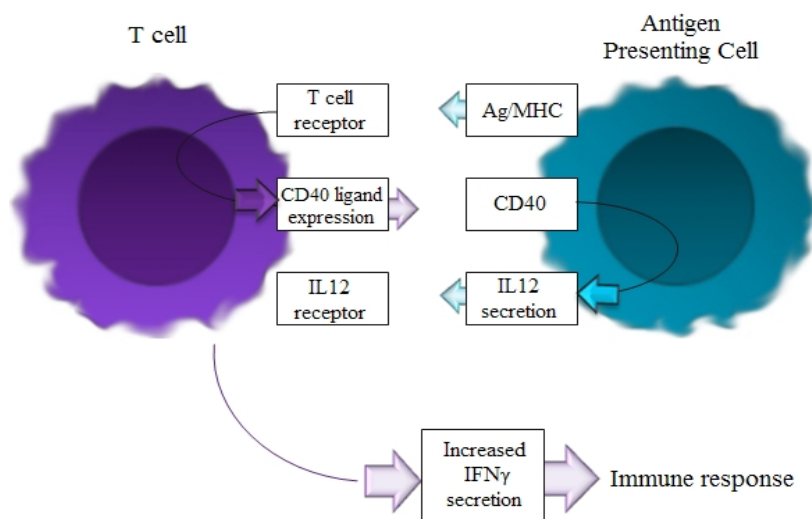 T cell
Antigen
Presenting Cell
T cell
receptor
Ag/MHC
CD40 ligand
expression
CD40
IL12
receptor
IL12
secretion
Increased
IFNγ
secretion
Immune response